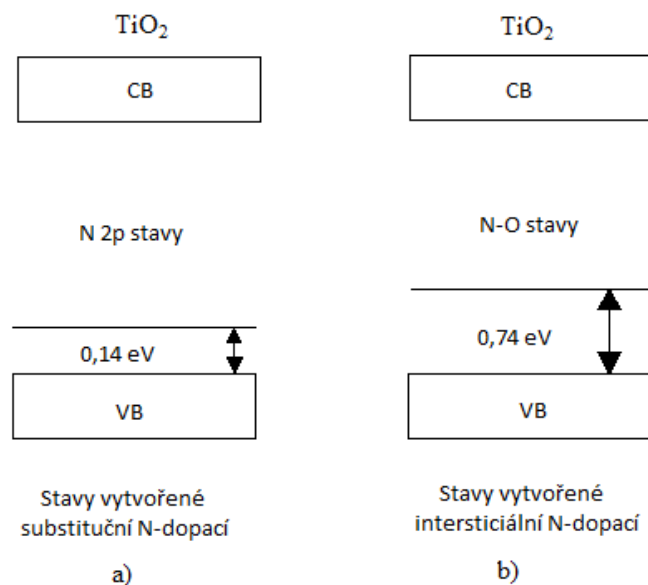 TiO2
CB
N 2p stavy
0,14 eV
VB
Stavy vytvořené
substituční N-dopací
a)
TiO2
CB
N-O stavy
0,74 eV
VB
Stavy vytvořené
intersticiální N-dopací
b)